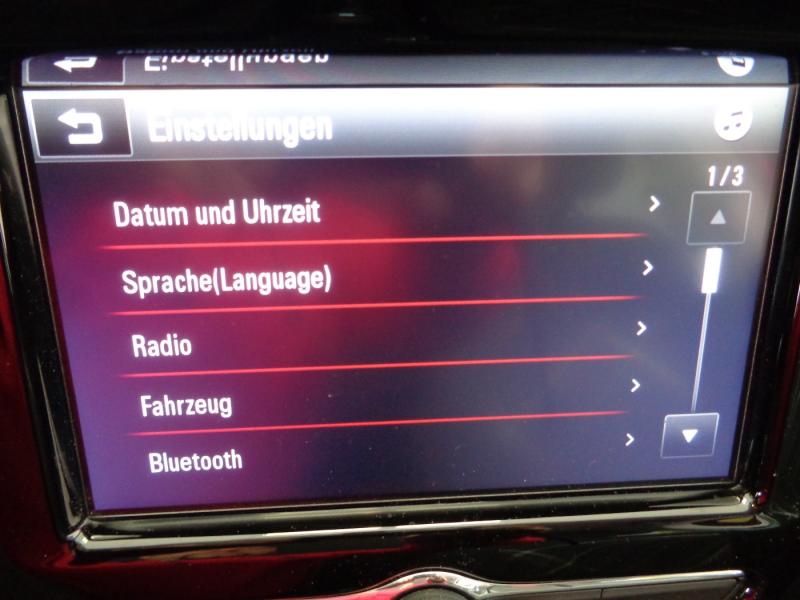 Einstellungen
1/3
Datum und Uhrzeit
Sprache(Language)
Radio
Fahrzeug
Bluetooth